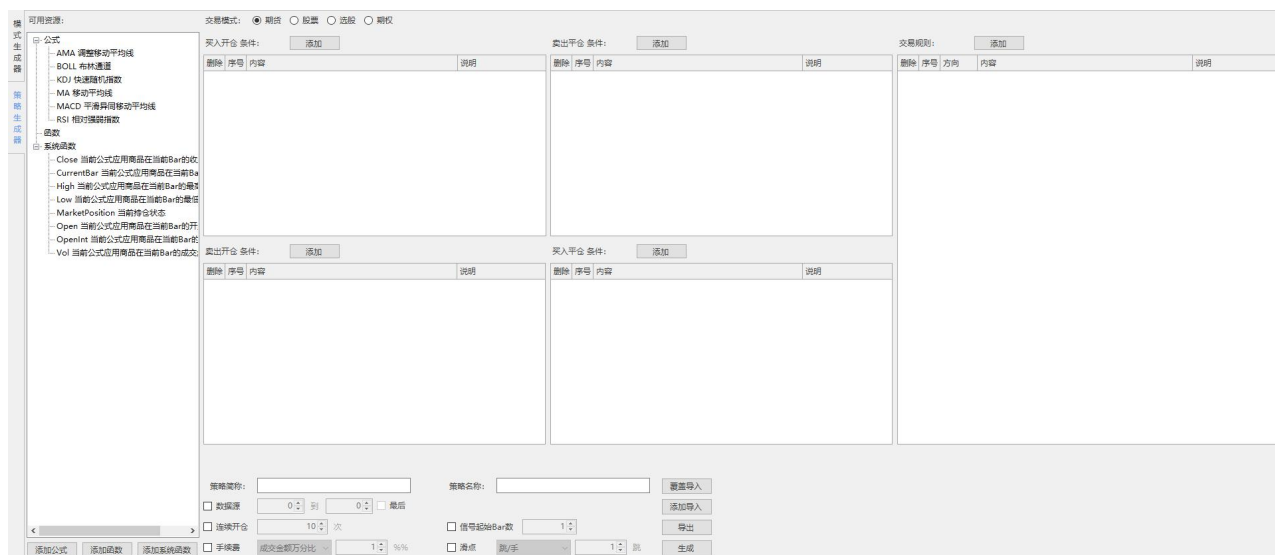 模式生成器
策略生成器
可用资源:
公式
AMA 调整移动平均线
BOLL 布林通道
KDJ 快速随机指数
MA 移动平均线
MACD 平滑异同移动平均线
RSI 相对强弱指数
函数
系统函数
Close 当前公式应用商品在当前Bar的收
CurrentBar 当前公式应用商品在当前Ba
High 当前公式应用商品在当前Bar的最高
Low 当前公式应用商品在当前Bar的最低
MarketPosition 当前持仓状态
Open 当前公式应用商品在当前Bar的开
OpenInt 当前公式应用商品在当前Bar的
Vol 当前公式应用商品在当前Bar的成交
添加公式 添加函数 添加系统函数
交易模式: 期货 股票 选股 期权
买入开仓 条件: 添加
删除 序号 内容 说明
卖出平仓 条件: 添加
删除 序号 内容 说明
交易规则: 添加
删除 序号 方向 内容 说明
卖出开仓 条件: 添加
删除 序号 内容 说明
买入平仓 条件: 添加
删除 序号 内容 说明
策略简称: 策略名称: 覆盖导入
数据源 0 到 0 最后 添加导入
连续开仓 10 次 信号起始Bar数 1 导出
手续费 成交金额万分比 1 %% 滑点 跳/手 1 跳 生成